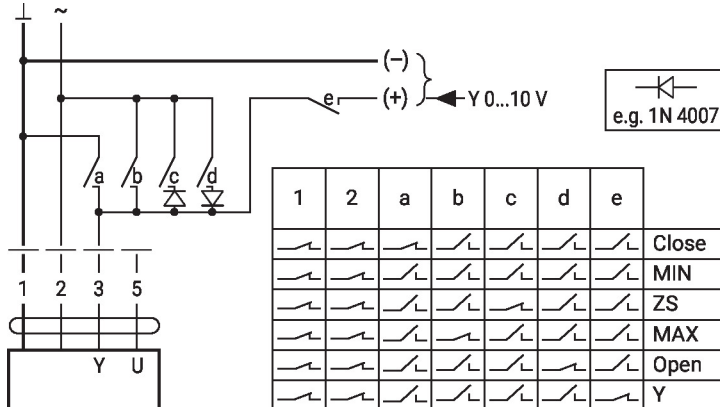 ⊥ ~
(–)
e (+) Y 0...10 V
e.g. 1N 4007
a b c d
1 2 a b c d e
Close
MIN
1 2 3 5
ZS
MAX
Y U
Open
Y